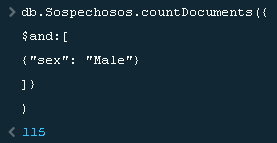 > db.Sospechosos.countDocuments({
$and:[
{"sex": "Male"}
]}
)
< 115